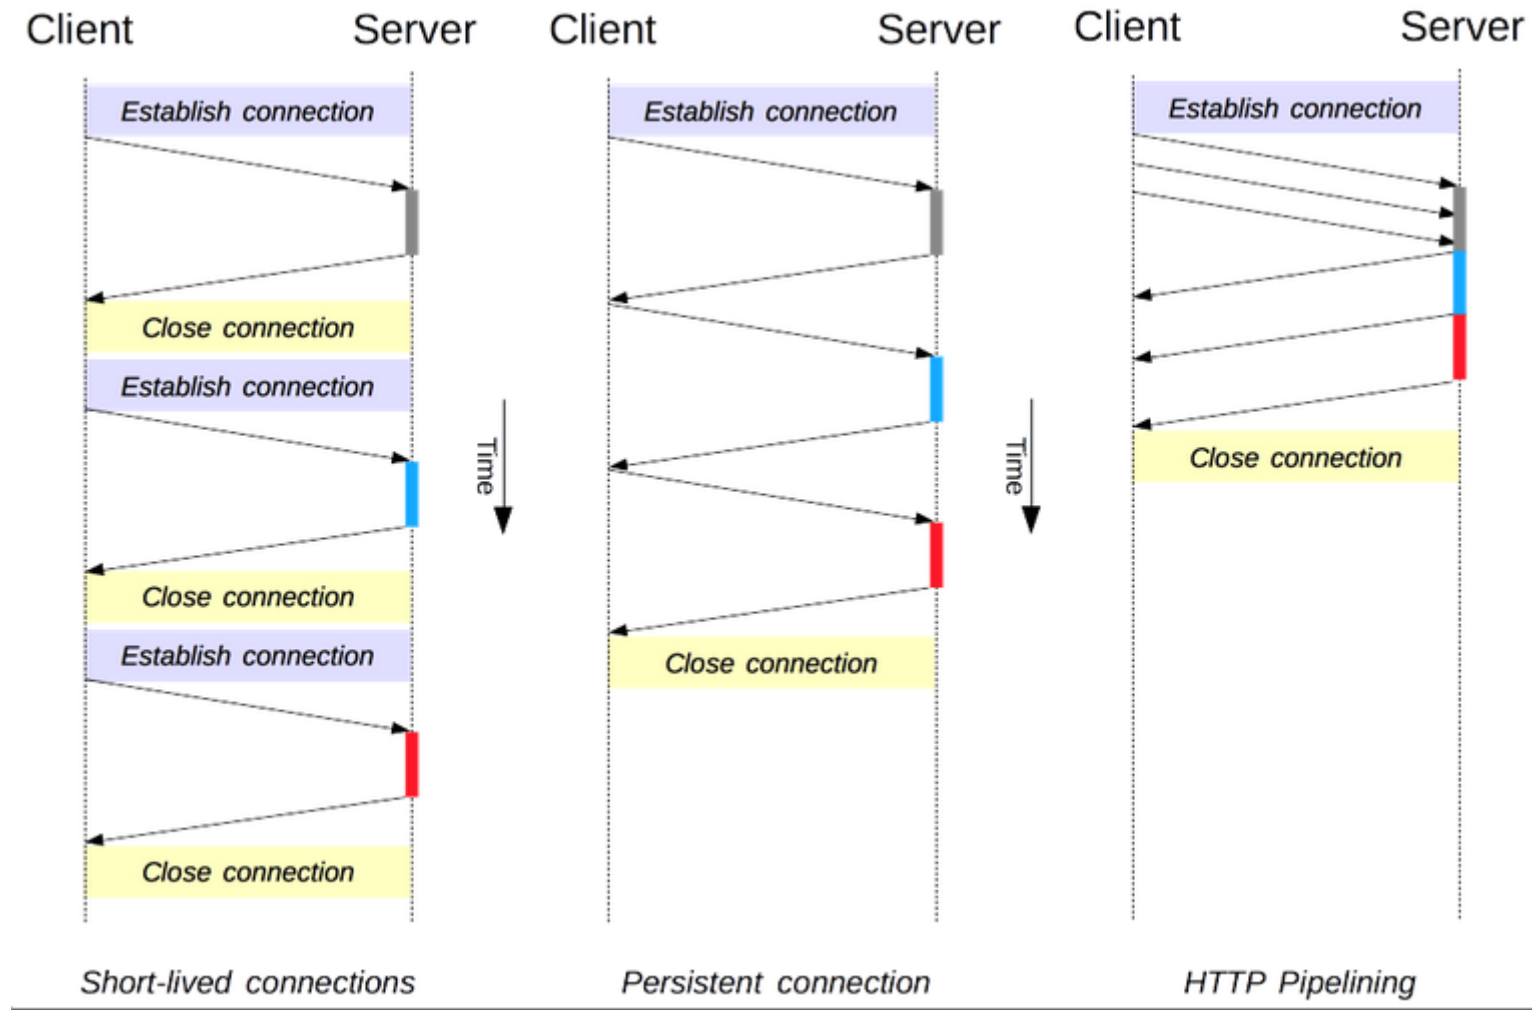 Client Server
Establish connection
Close connection
Establish connection
Close connection
Establish connection
Close connection
Short-lived connections
Time
Client Server
Establish connection
Close connection
Persistent connection
Time
Client Server
Establish connection
Close connection
HTTP Pipelining